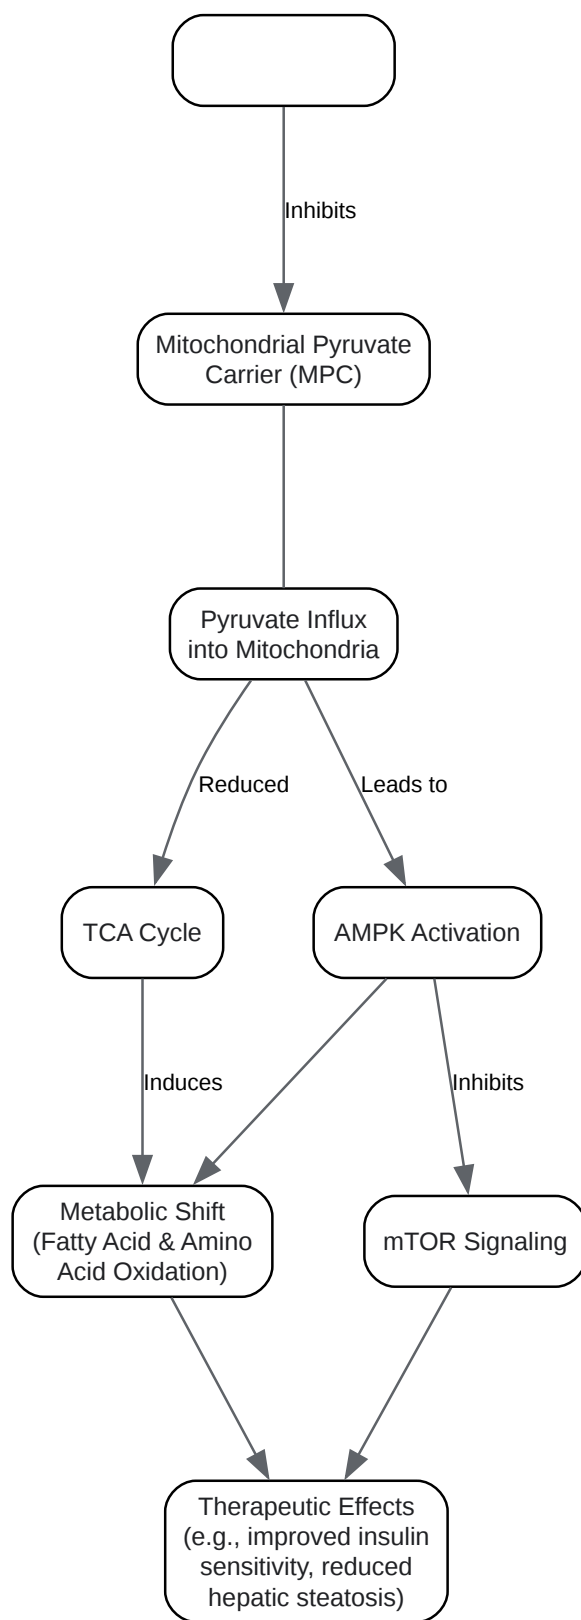 Inhibits
Mitochondrial Pyruvate
Carrier (MPC)
Pyruvate Influx
into Mitochondria
Reduced
Leads to
TCA Cycle
AMPK Activation
Induces
Inhibits
Metabolic Shift
(Fatty Acid & Amino
Acid Oxidation)
mTOR Signaling
Therapeutic Effects
(e.g., improved insulin
sensitivity, reduced
hepatic steatosis)